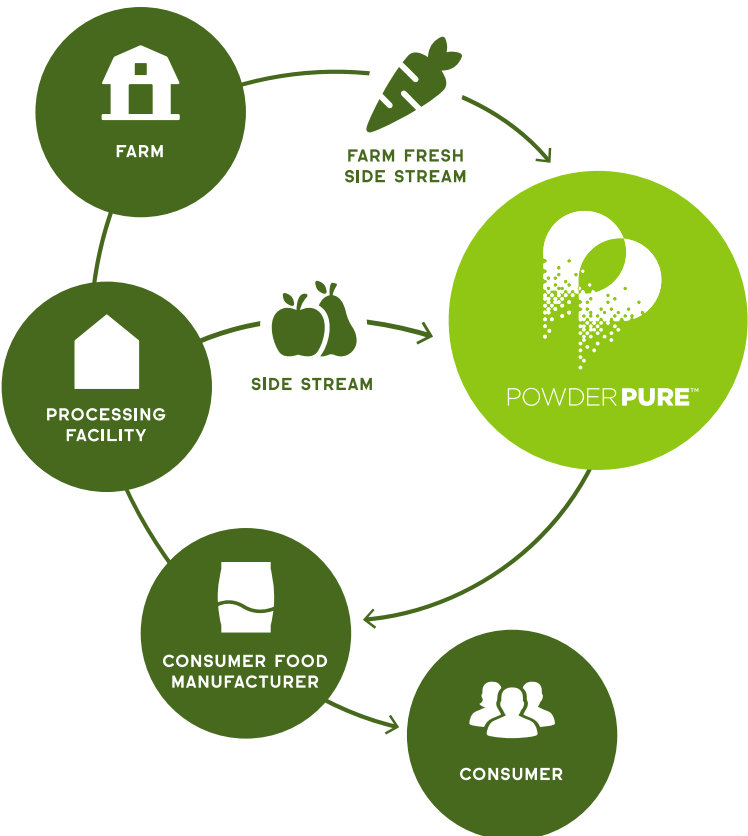 FARM
FARM FRESH
SIDE STREAM
POWDERPURE™
SIDE STREAM
PROCESSING
FACILITY
CONSUMER FOOD
MANUFACTURER
CONSUMER